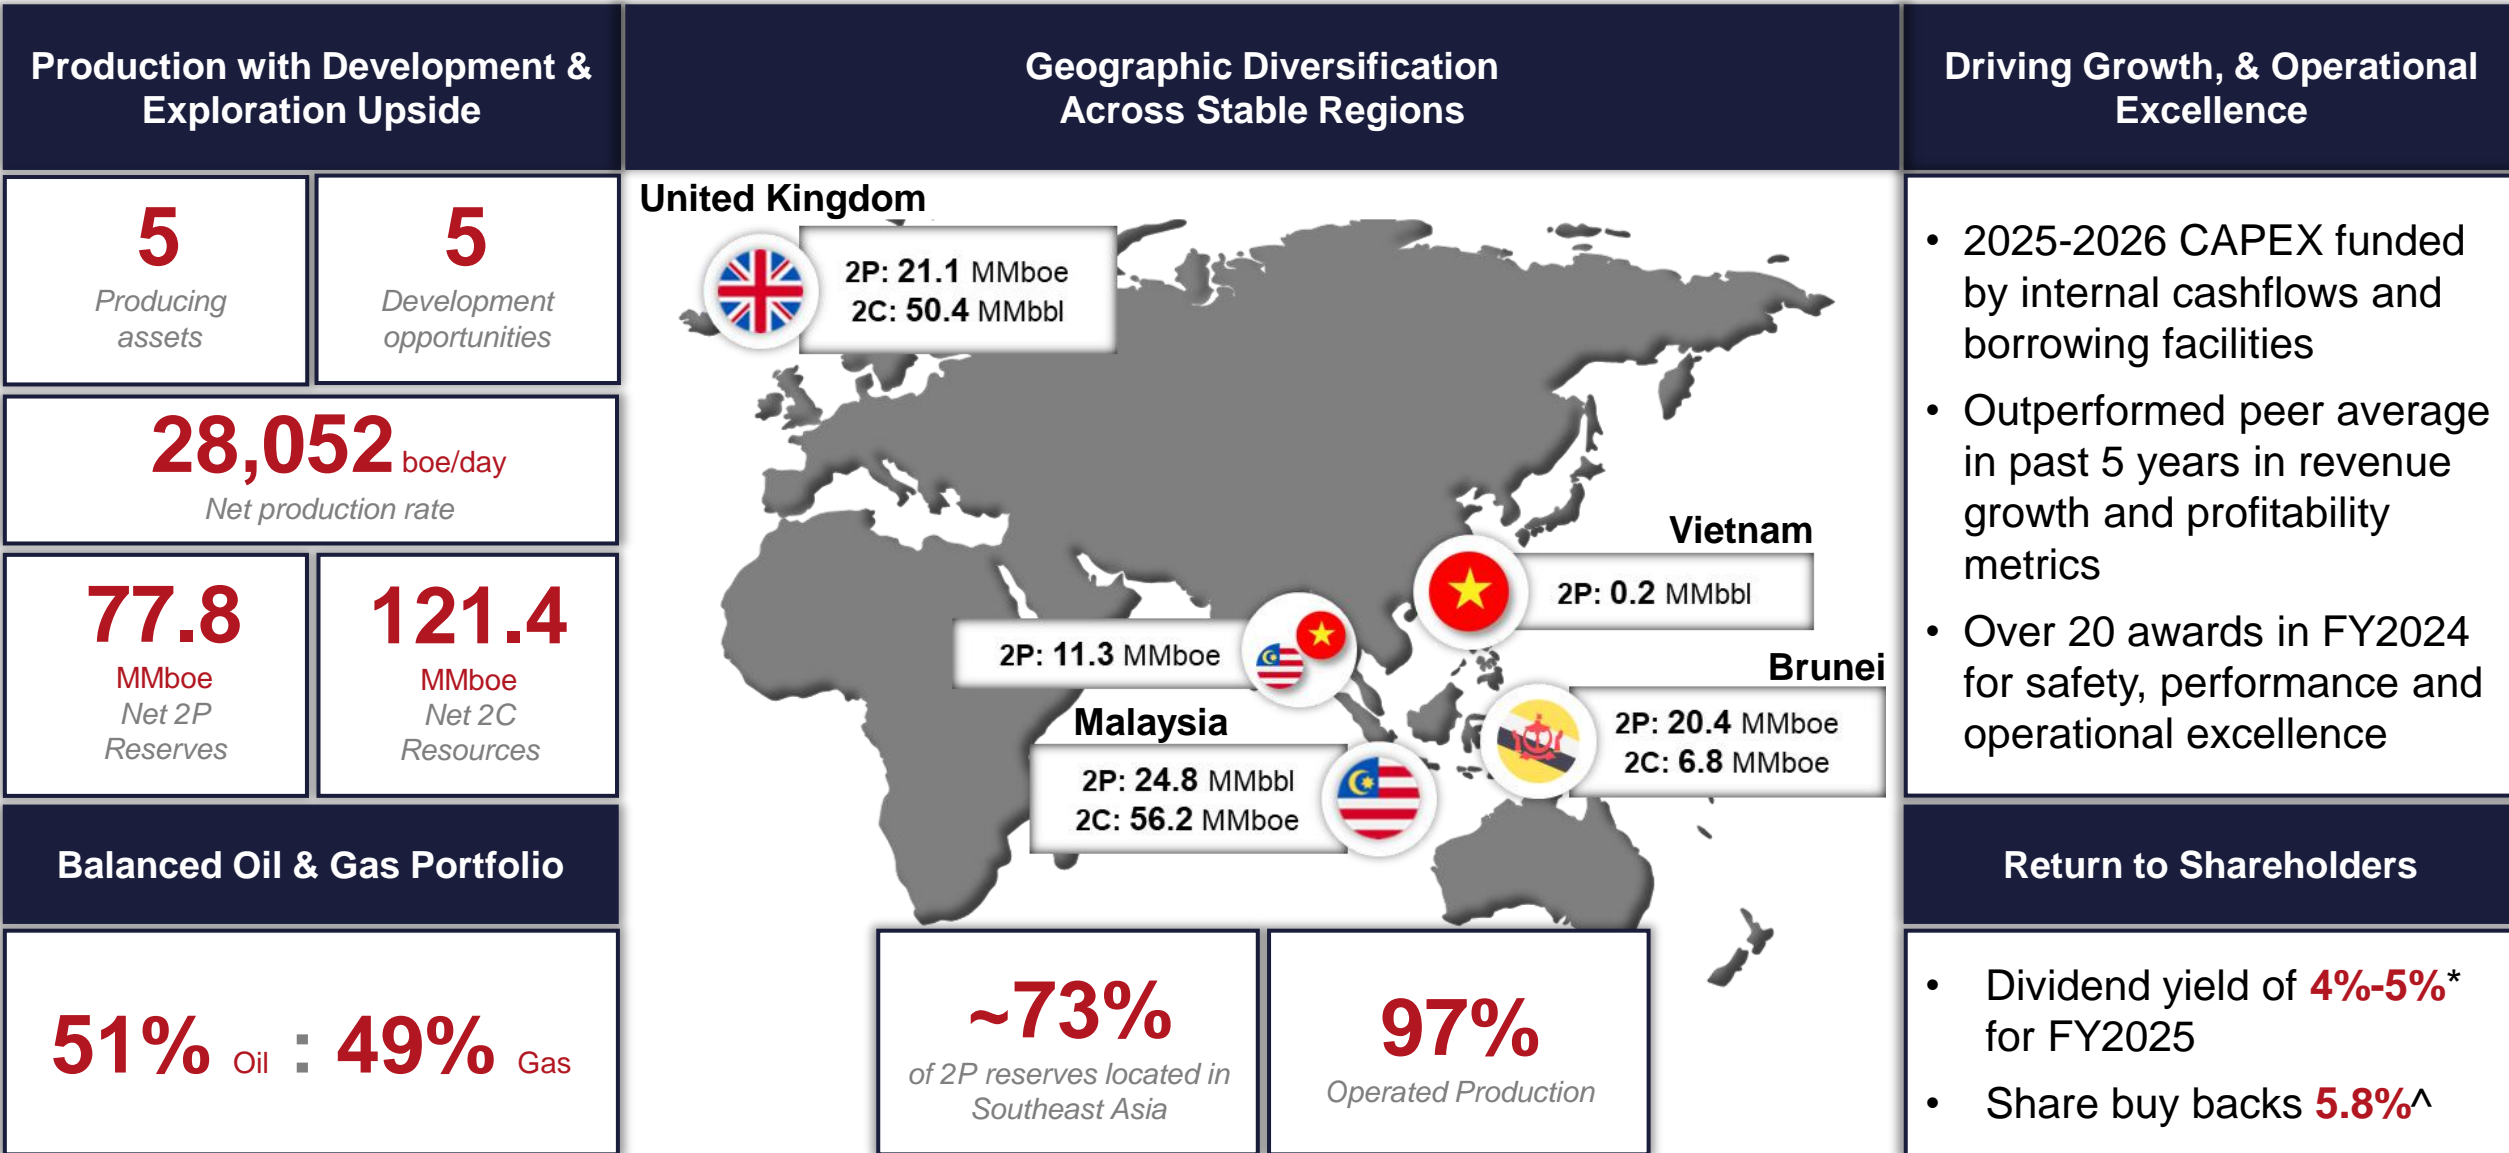 Production with Development &
Exploration Upside
5
Producing
assets
5
Development
opportunities
28,052 boe/day
Net production rate
77.8
MMboe
Net 2P
Reserves
121.4
MMboe
Net 2C
Resources
Balanced Oil & Gas Portfolio
51% Oil : 49% Gas
Geographic Diversification
Across Stable Regions
United Kingdom
2P: 21.1 MMboe
2C: 50.4 MMbbl
Vietnam
2P: 0.2 MMbbl
2P: 11.3 MMboe
Brunei
2P: 20.4 MMboe
2C: 6.8 MMboe
Malaysia
2P: 24.8 MMbbl
2C: 56.2 MMboe
~73%
of 2P reserves located in
Southeast Asia
97%
Operated Production
Driving Growth, & Operational
Excellence
• 2025-2026 CAPEX funded
by internal cashflows and
borrowing facilities
• Outperformed peer average
in past 5 years in revenue
growth and profitability
metrics
• Over 20 awards in FY2024
for safety, performance and
operational excellence
Return to Shareholders
• Dividend yield of 4%-5%*
for FY2025
• Share buy backs 5.8%^